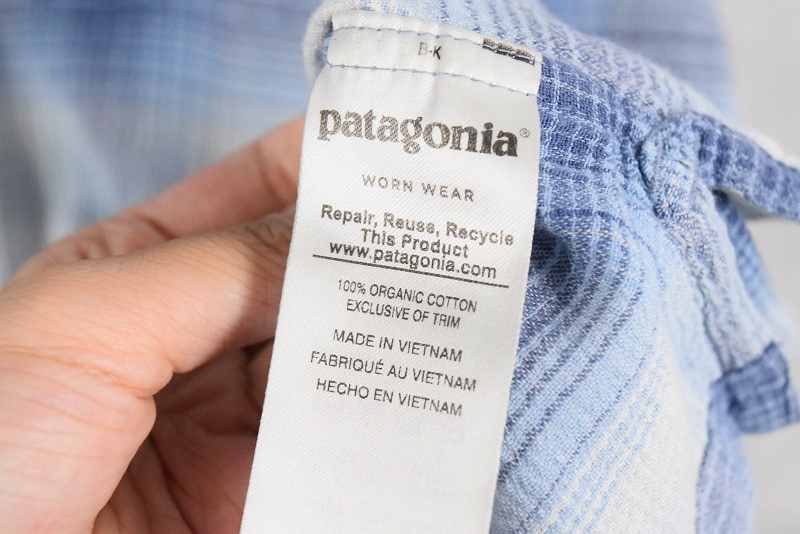 B-K
patagonia®
WORN WEAR
Repair, Reuse, Recycle
This Product
www.patagonia.com
100% ORGANIC COTTON
EXCLUSIVE OF TRIM
MADE IN VIETNAM
FABRIQUÉ AU VIETNAM
HECHO EN VIETNAM